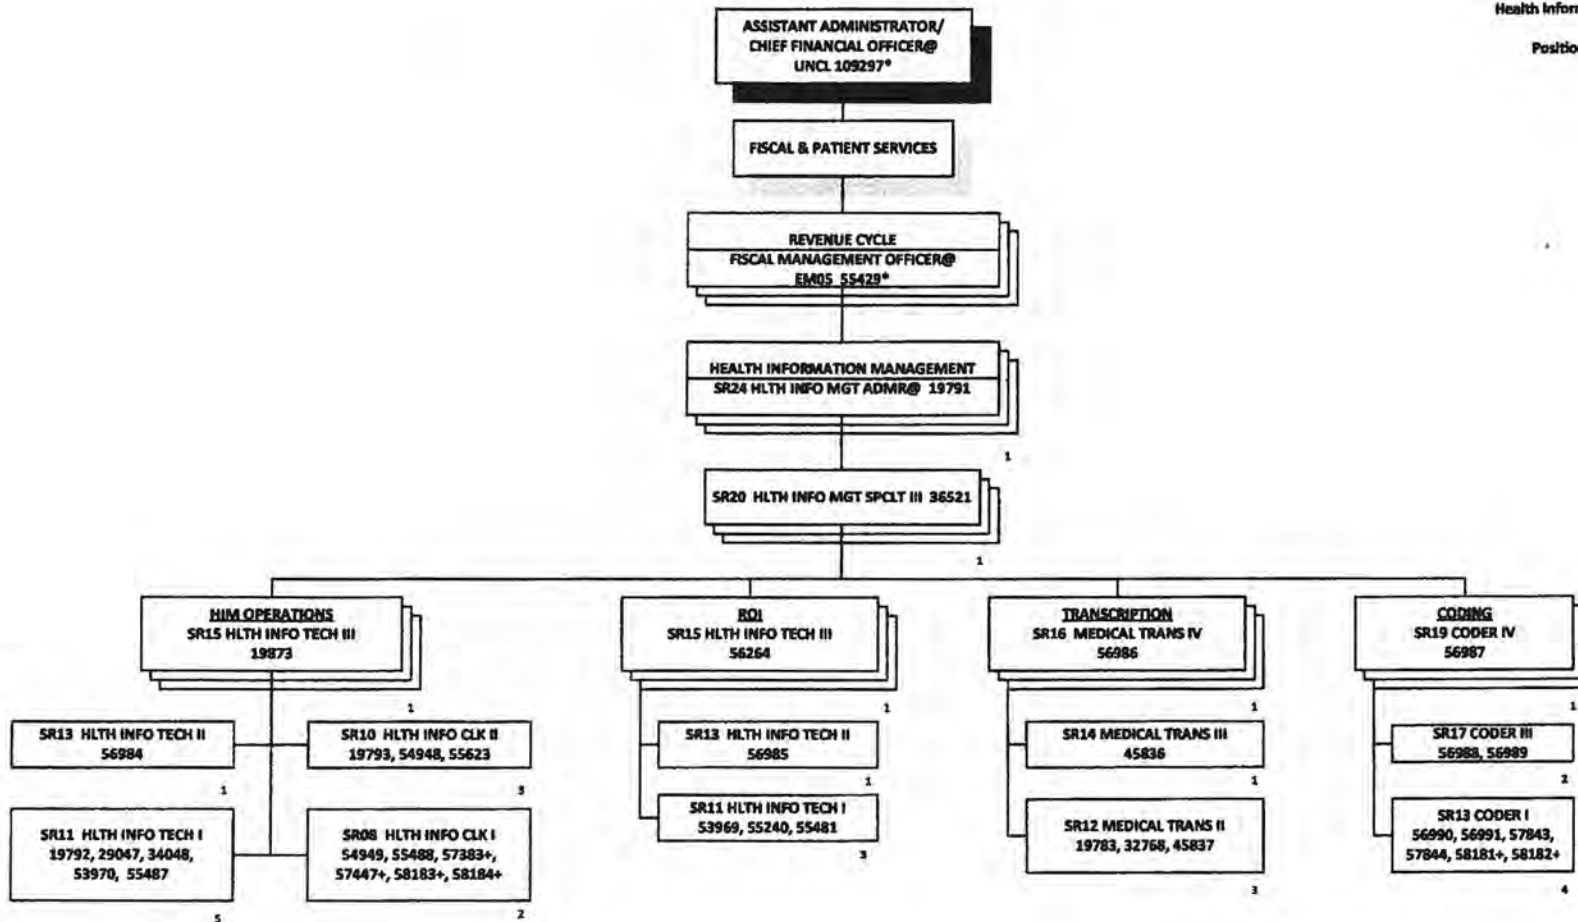 Health Inform
Position
ASSISTANT ADMINISTRATOR/
CHIEF FINANCIAL OFFICER@
UNCL 109297*
FISCAL & PATIENT SERVICES
REVENUE CYCLE
FISCAL MANAGEMENT OFFICER@
EM05 55429*
HEALTH INFORMATION MANAGEMENT
SR24 HLTH INFO MGT ADMR@ 19791
1
SR20 HLTH INFO MGT SPCLT III 36521
1
HIM OPERATIONS
SR15 HLTH INFO TECH III
19873
1
SR13 HLTH INFO TECH II
56984
1
SR10 HLTH INFO CLK II
19793, 54948, 55623
3
SR11 HLTH INFO TECH I
19792, 29047, 34048,
53970, 55487
5
SR08 HLTH INFO CLK I
54949, 55488, 57383+,
57447+, 58183+, 58184+
2
ROI
SR15 HLTH INFO TECH III
56264
1
SR13 HLTH INFO TECH II
56985
1
SR11 HLTH INFO TECH I
53969, 55240, 55481
3
TRANSCRIPTION
SR16 MEDICAL TRANS IV
56986
1
SR14 MEDICAL TRANS III
45836
1
SR12 MEDICAL TRANS II
19783, 32768, 45837
3
CODING
SR19 CODER IV
56987
1
SR17 CODER III
56988, 56989
2
SR13 CODER I
56990, 56991, 57843,
57844, 58181+, 58182+
4